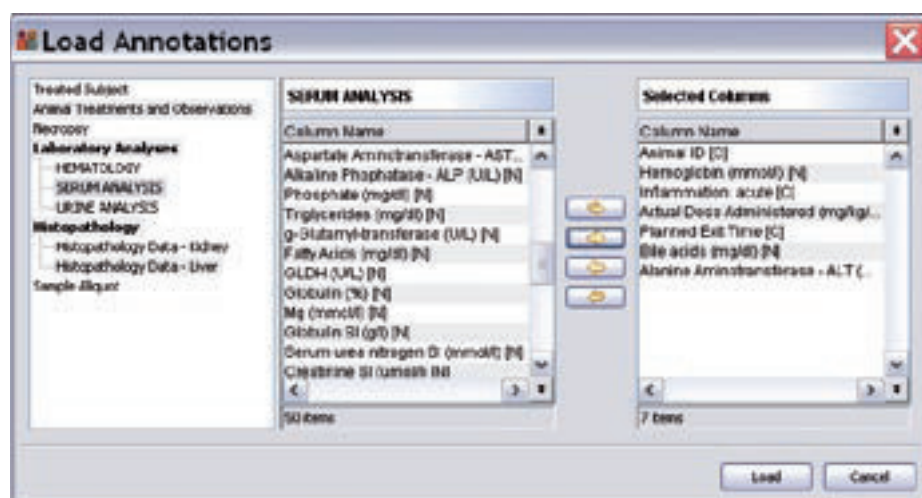 Load Annotations
Treated Subject
Animal Treatments and Observations
Necropsy
Laboratory Analyses
HEMATOLOGY
SERUM ANALYSIS
URINE ANALYSIS
Histopathology
Histopathology Data - Kidney
Histopathology Data - Liver
Sample Aliquot
SERUM ANALYSIS
Column Name
Aspartate Aminotransferase - AST...
Alkaline Phosphatase - ALP (U/L) [N]
Phosphate (mg/dl) [N]
Triglycerides (mg/dl) [N]
g-Glutamyl-transferase (U/L) [N]
Fatty Acids (mg/dl) [N]
GLDH (U/L) [N]
Globulin (%) [N]
Mg (mmol/l) [N]
Globulin SI (g/l) [N]
Serum urea nitrogen SI (mmol/l) [N]
Creatinine SI (umol/l) [N]
50 items
Selected Columns
Column Name
Animal ID [C]
Hemoglobin (mmol/l) [N]
Inflammation: acute [C]
Actual Dose Administered (mg/kg/...
Planned Exit Time [C]
Bile acids (mg/dl) [N]
Alanine Aminotransferase - ALT (...
7 items
Load
Cancel